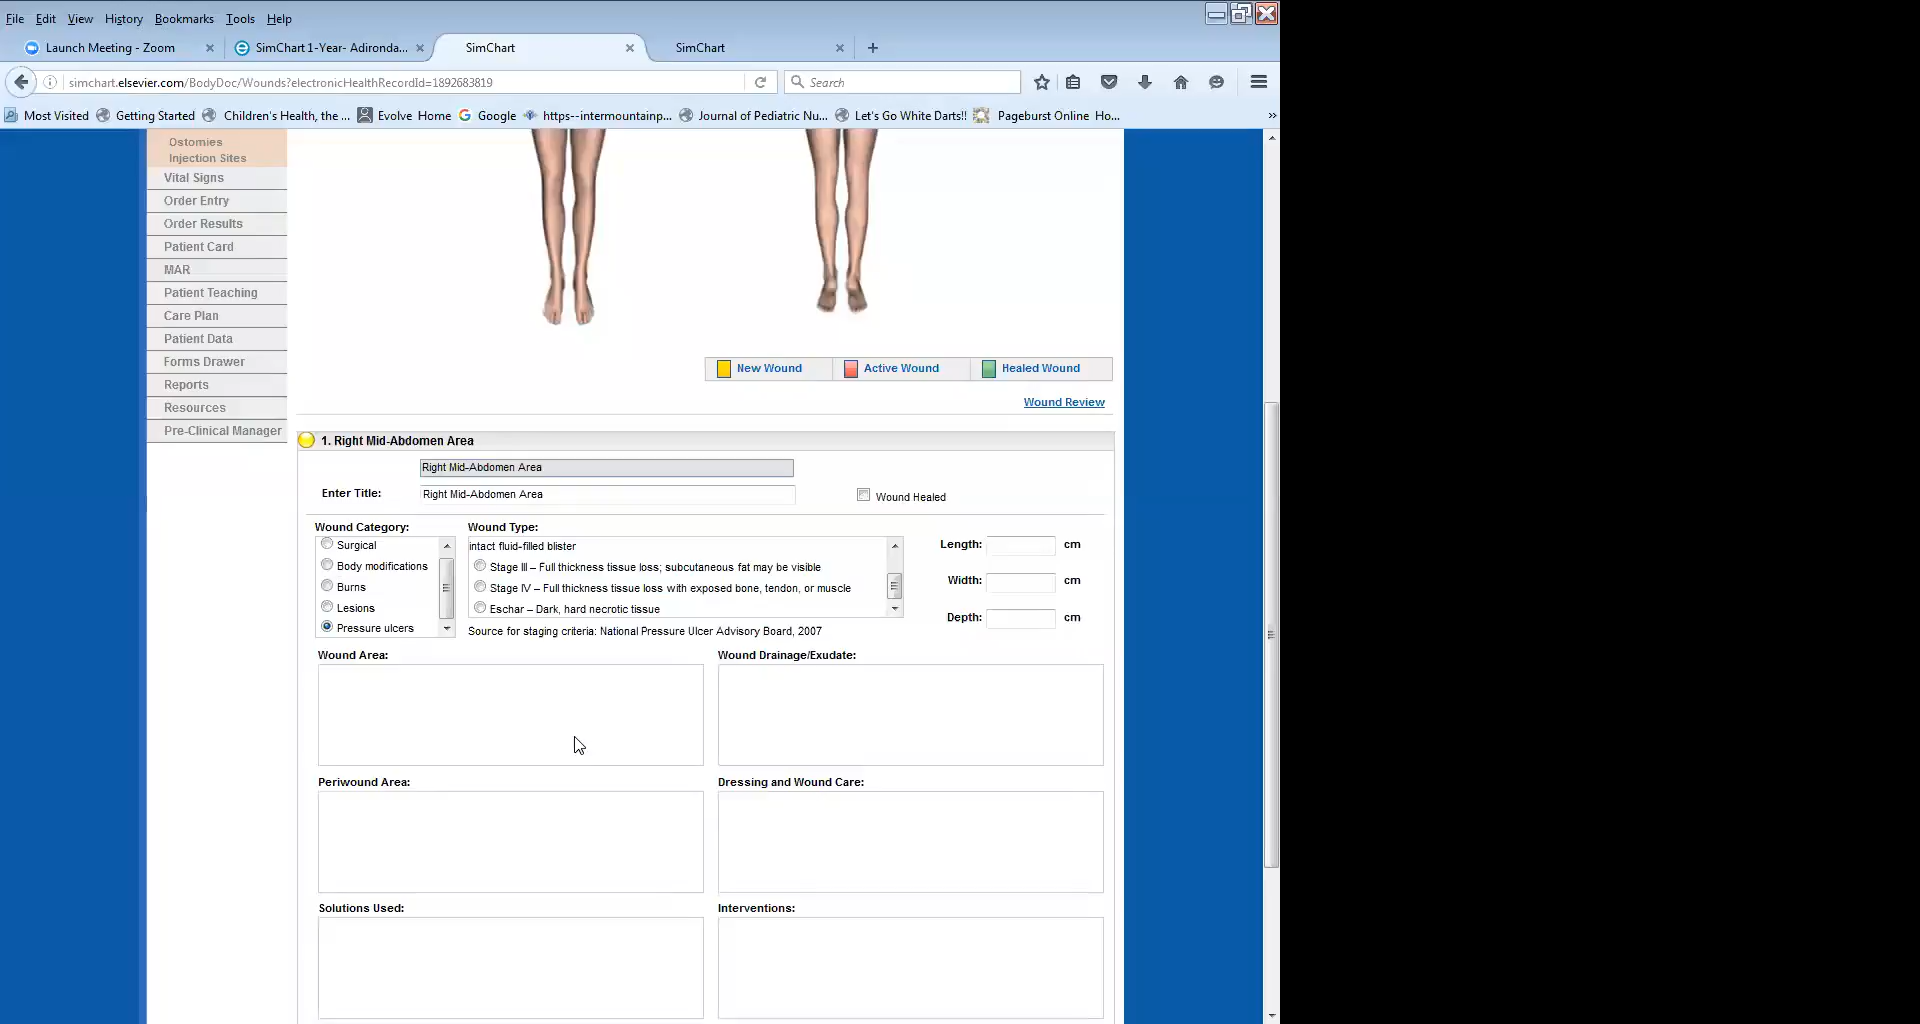 File Edit View History Bookmarks Tools Help
Launch Meeting - Zoom SimChart 1-Year- Adironda... SimChart SimChart
simchart.elsevier.com/BodyDoc/Wounds?electronicHealthRecordId=1892683819 Search
Most Visited Getting Started Children's Health, the ... Evolve Home Google https--intermountainp... Journal of Pediatric Nu... Let's Go White Darts!! Pageburst Online Ho... »
Ostomies
Injection Sites
Vital Signs
Order Entry
Order Results
Patient Card
MAR
Patient Teaching
Care Plan
Patient Data
Forms Drawer
Reports
Resources
Pre-Clinical Manager
New Wound Active Wound Healed Wound
Wound Review
1. Right Mid-Abdomen Area
Right Mid-Abdomen Area
Enter Title: Right Mid-Abdomen Area Wound Healed
Wound Category: Wound Type:
Surgical
Body modifications
Burns
Lesions
Pressure ulcers
intact fluid-filled blister
Stage III – Full thickness tissue loss; subcutaneous fat may be visible
Stage IV – Full thickness tissue loss with exposed bone, tendon, or muscle
Eschar – Dark, hard necrotic tissue
Source for staging criteria: National Pressure Ulcer Advisory Board, 2007
Length: cm
Width: cm
Depth: cm
Wound Area: Wound Drainage/Exudate:
Periwound Area: Dressing and Wound Care:
Solutions Used: Interventions: